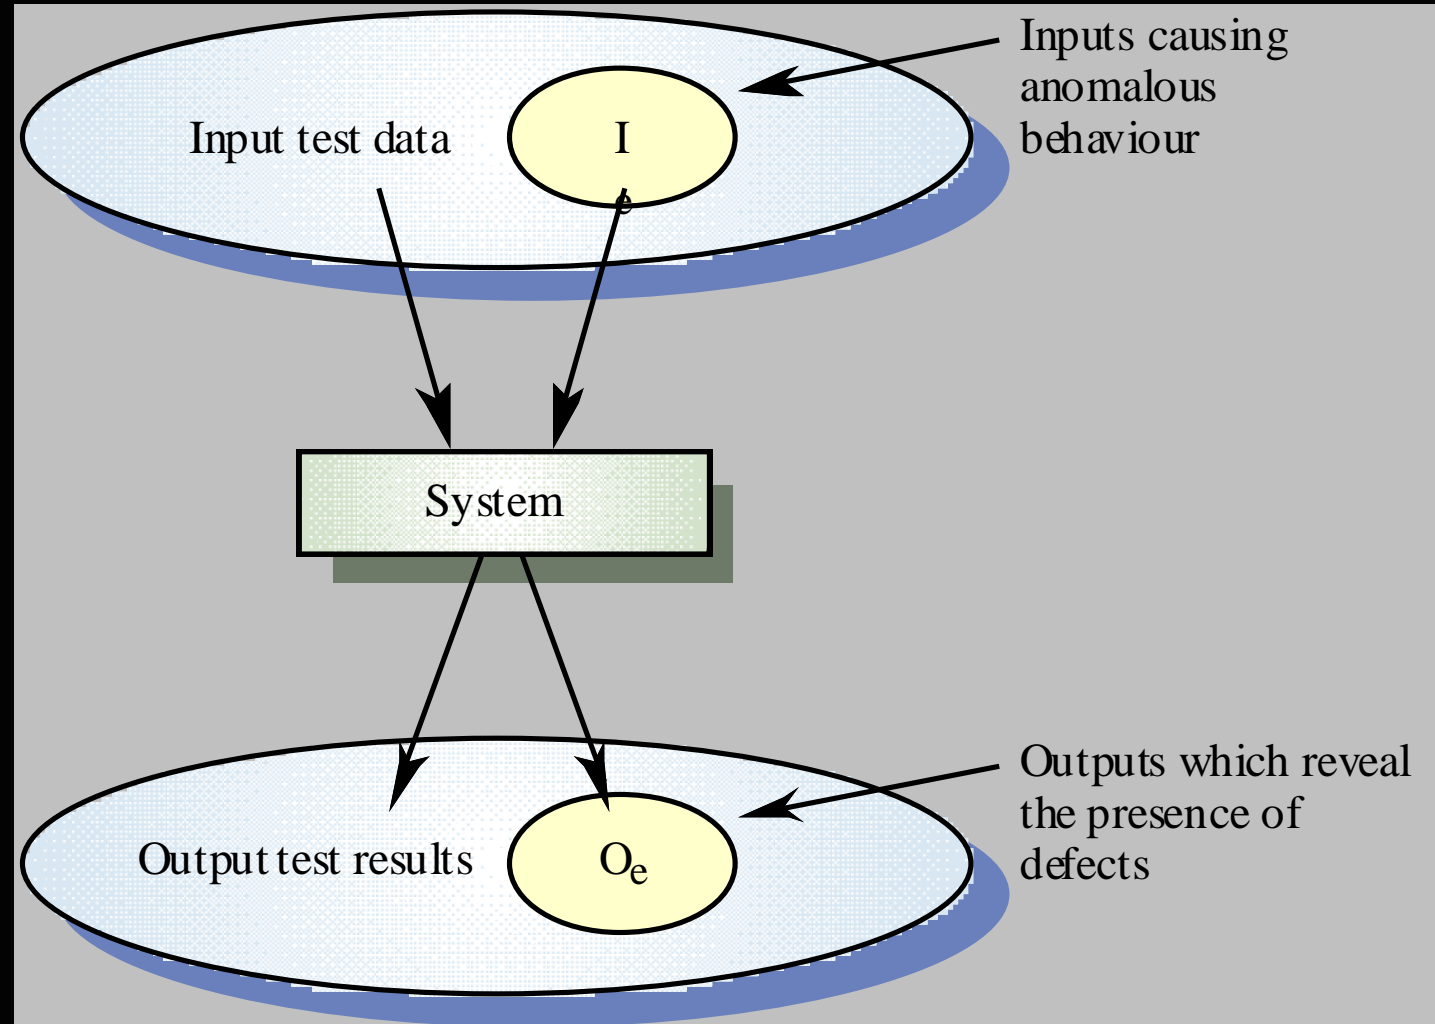 Inputs causing
anomalous
behaviour
Input test data
I
e
System
Outputs which reveal
the presence of
defects
Output test results
Oe